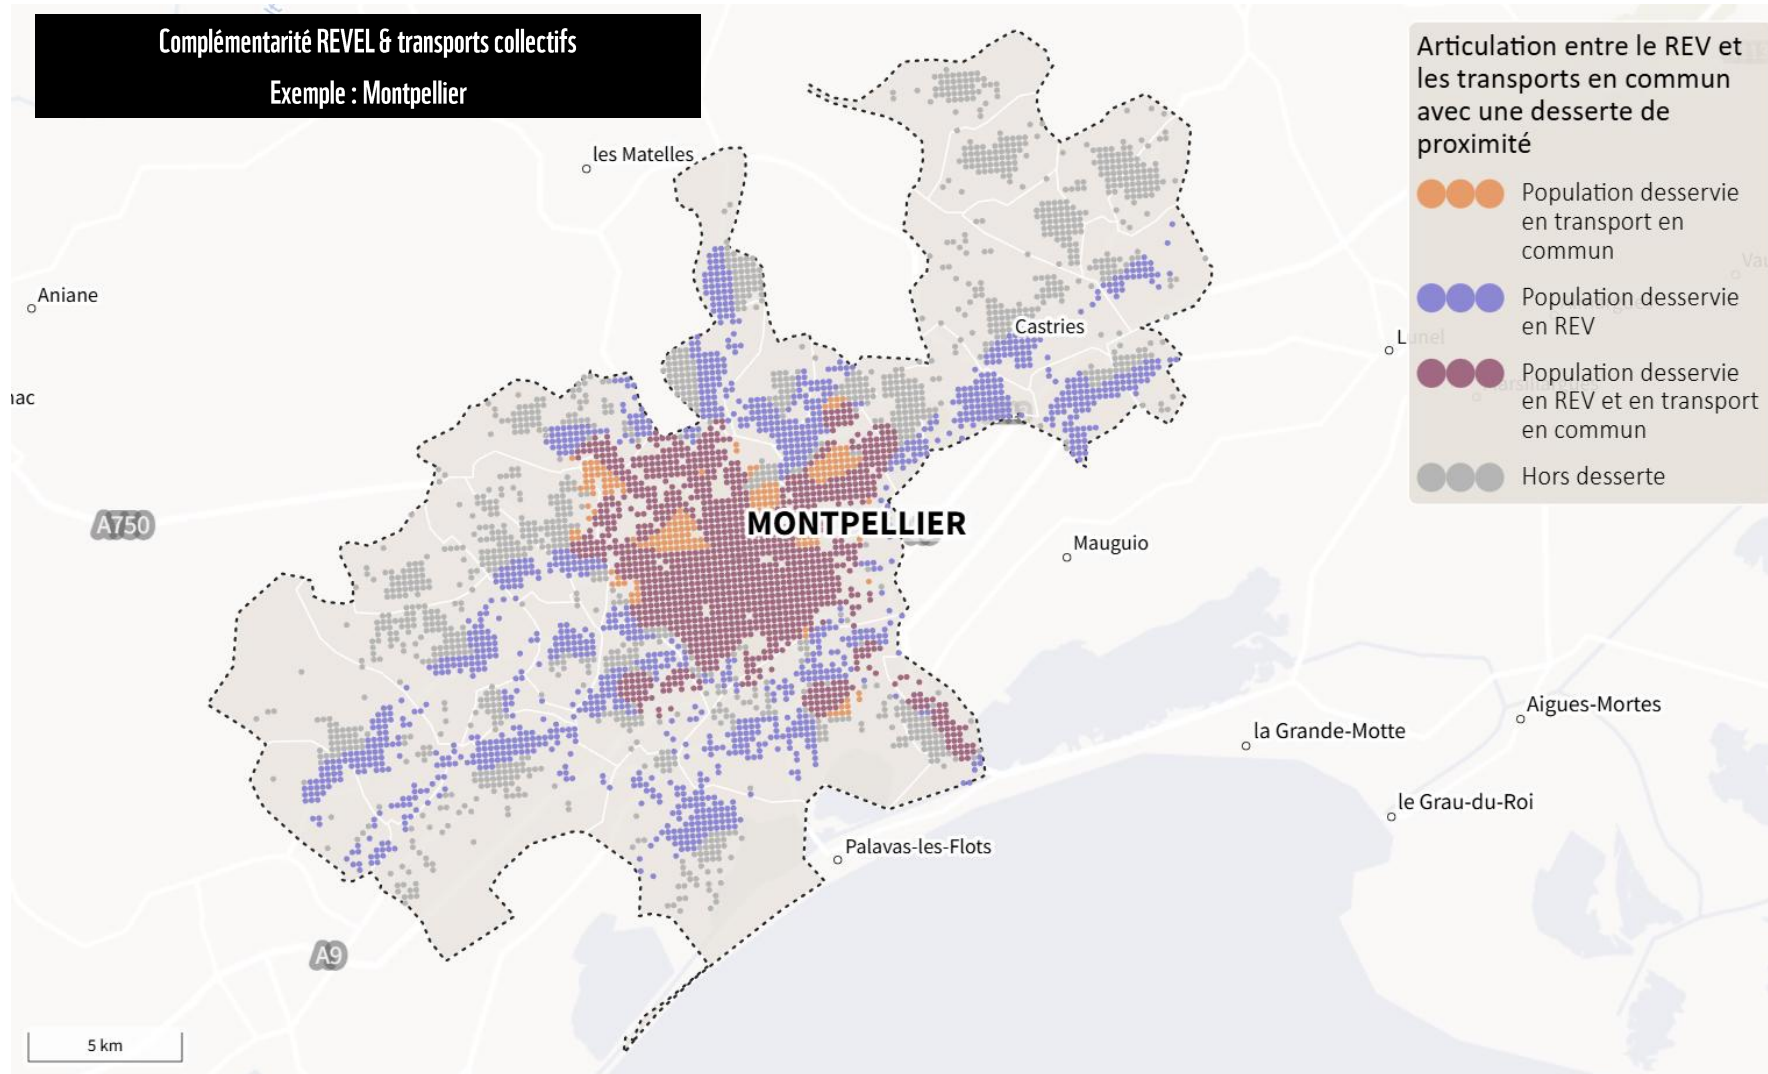 Complémentarité REVEL & transports collectifs
Exemple : Montpellier
Articulation entre le REV et
les transports en commun
avec une desserte de
proximité
Population desservie
en transport en
commun
Population desservie
en REV
Population desservie
en REV et en transport
en commun
Hors desserte
les Matelles
Aniane
Castries
Lunel
A750
MONTPELLIER
Mauguio
Aigues-Mortes
la Grande-Motte
le Grau-du-Roi
Palavas-les-Flots
A9
5 km